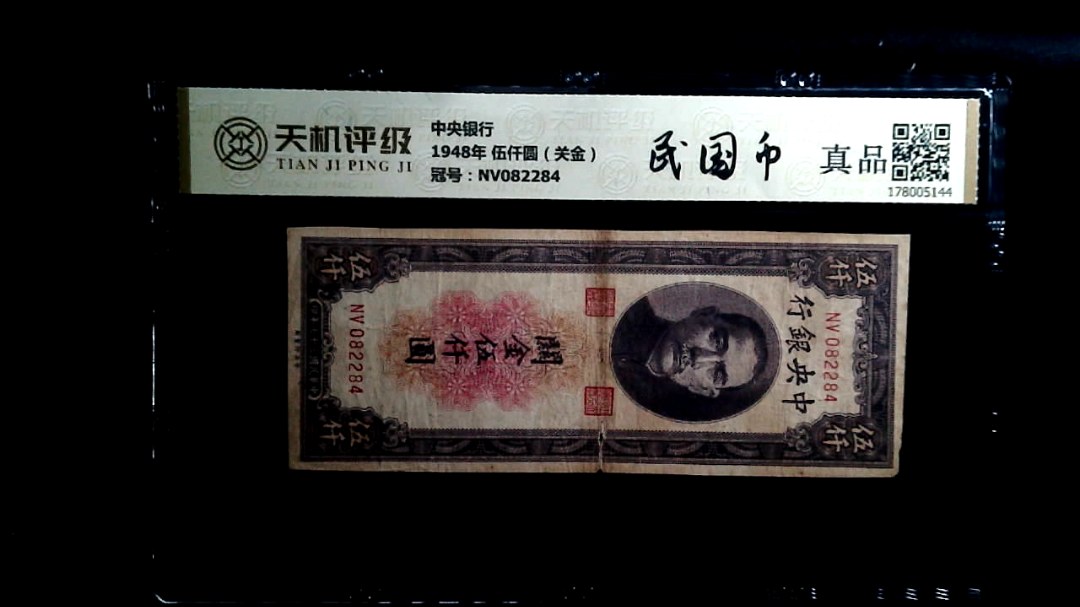 天机评级
TIAN JI PING JI
中央银行
1948年 伍仟圆（关金）
冠号：NV082284
民国币
真品
178005144
伍仟
伍仟
NV082284
中央銀行
關金伍仟圓
NV082284
伍仟
伍仟